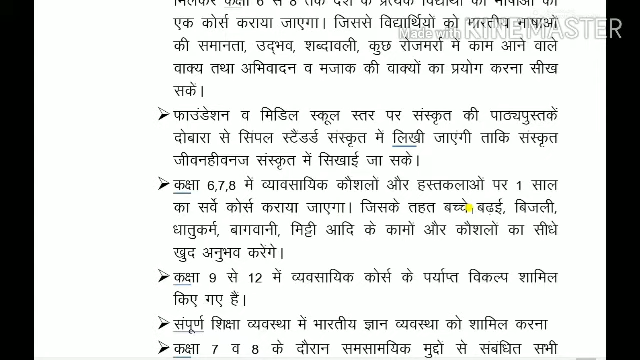 मिलकर कक्षा 6 से 8 तक देश के प्रत्येक विद्यार्थी को भाषाओं का
एक कोर्स कराया जाएगा। जिससे विद्यार्थियों को भारतीय भाषाओं
Made with KINEMASTER
की समानता, उद्भव, शब्दावली, कुछ रोजमर्रा में काम आने वाले
वाक्य तथा अभिवादन व मजाक की वाक्यों का प्रयोग करना सीख
सके।
➢ फाउंडेशन व मिडिल स्कूल स्तर पर संस्कृत की पाठ्यपुस्तकें
दोबारा से सिंपल स्टैंडर्ड संस्कृत में लिखी जाएंगी ताकि संस्कृत
जीवनहीवनज संस्कृत में सिखाई जा सके।
➢ कक्षा 6,7,8 में व्यावसायिक कौशलो और हस्तकलाओं पर 1 साल
का सर्वे कोर्स कराया जाएगा। जिसके तहत बच्चे बढ़ई, बिजली,
धातुकर्म, बागवानी, मिट्टी आदि के कामों और कौशलों का सीधे
खुद अनुभव करेंगे।
➢ कक्षा 9 से 12 में व्यवसायिक कोर्स के पर्याप्त विकल्प शामिल
किए गए हैं।
➢ संपूर्ण शिक्षा व्यवस्था में भारतीय ज्ञान व्यवस्था को शामिल करना
➢ कक्षा 7 व 8 के दौरान समसामयिक मुद्दों से संबंधित सभी